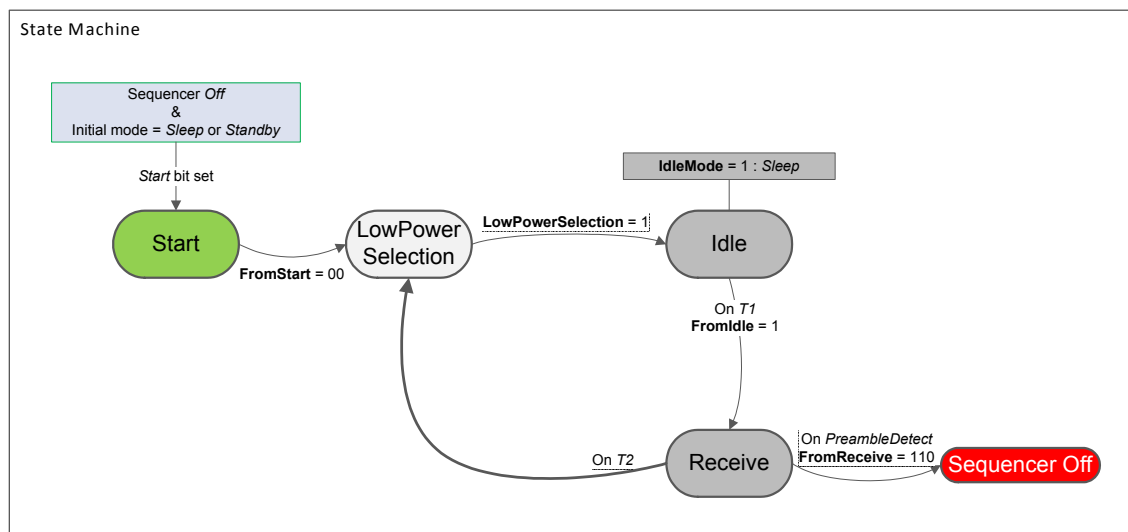 State Machine
Sequencer Off
&
Initial mode = Sleep or Standby
Start bit set
IdleMode = 1 : Sleep
Start
FromStart = 00
LowPower
Selection
LowPowerSelection = 1
Idle
On T1
FromIdle = 1
On T2
Receive
On PreambleDetect
FromReceive = 110
Sequencer Off